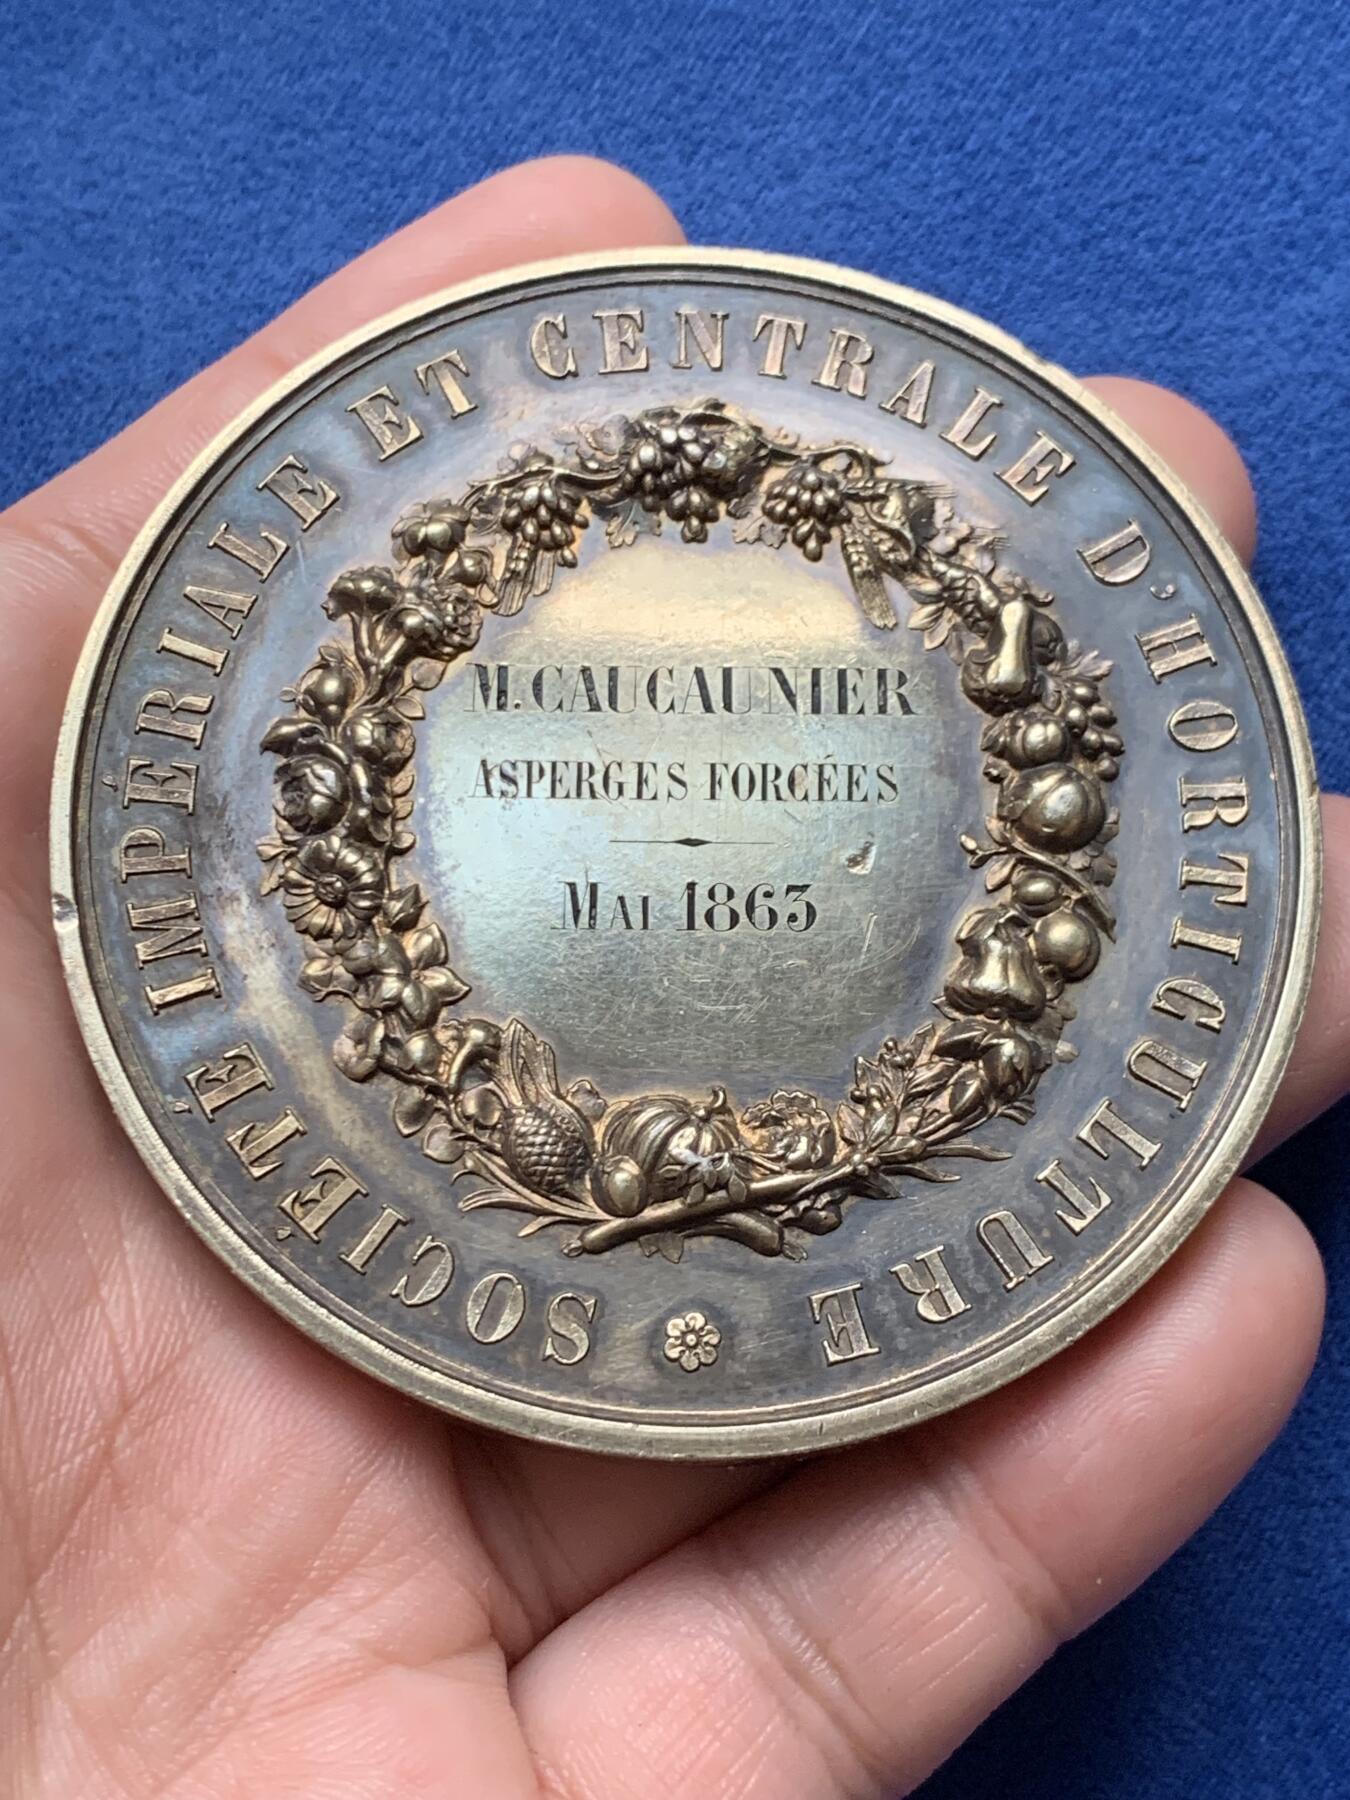 SOCIÉTÉ IMPÉRIALE ET CENTRALE D'HORTICULTURE
M. CAUCAUNIER
ASPERGES FORCÉES
MAI 1863